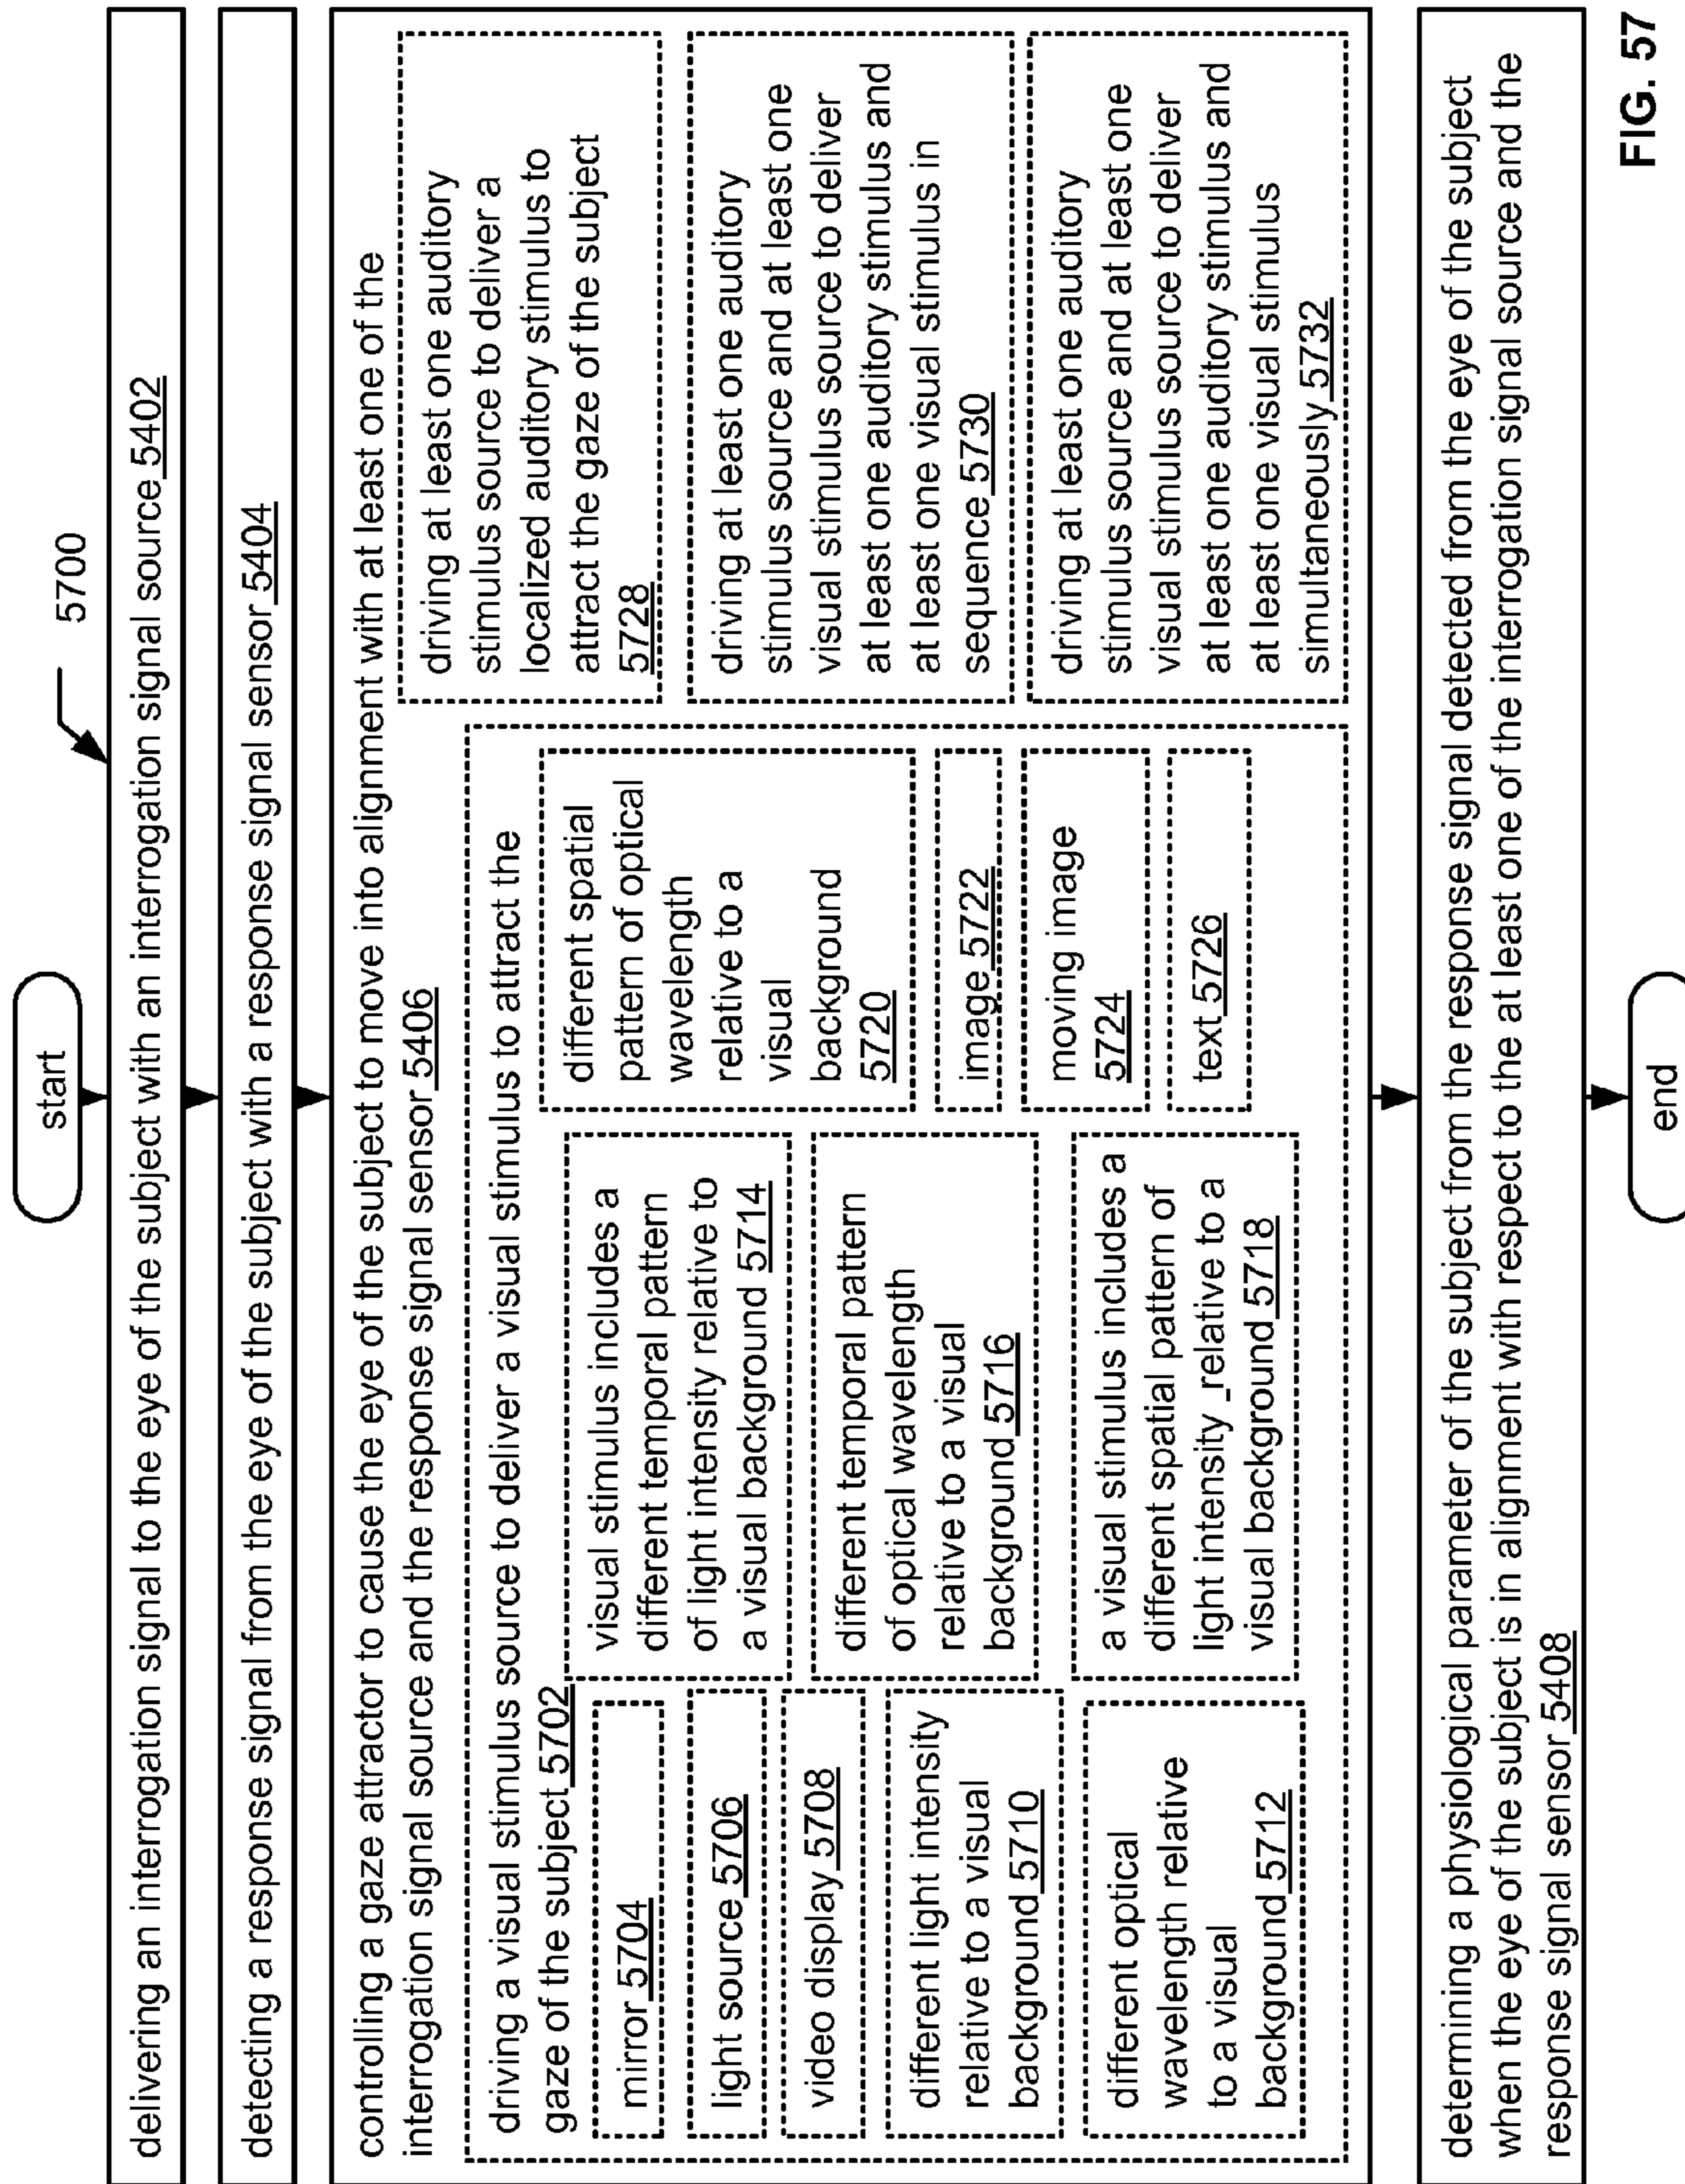 start
5700
delivering an interrogation signal to the eye of the subject with an interrogation signal source 5402
detecting a response signal from the eye of the subject with a response signal sensor 5404
controlling a gaze attractor to cause the eye of the subject to move into alignment with at least one of the
interrogation signal source and the response signal sensor 5406
driving a visual stimulus source to deliver a visual stimulus to attract the
gaze of the subject 5702
mirror 5704
light source 5706
video display 5708
different light intensity
relative to a visual
background 5710
different optical
wavelength relative
to a visual
background 5712
visual stimulus includes a
different temporal pattern
of light intensity relative to
a visual background 5714
different temporal pattern
of optical wavelength
relative to a visual
background 5716
a visual stimulus includes a
different spatial pattern of
light intensity_relative to a
visual background 5718
different spatial
pattern of optical
wavelength
relative to a
visual
background
5720
image 5722
moving image
5724
text 5726
driving at least one auditory
stimulus source to deliver a
localized auditory stimulus to
attract the gaze of the subject
5728
driving at least one auditory
stimulus source and at least one
visual stimulus source to deliver
at least one auditory stimulus and
at least one visual stimulus in
sequence 5730
driving at least one auditory
stimulus source and at least one
visual stimulus source to deliver
at least one auditory stimulus and
at least one visual stimulus
simultaneously 5732
determining a physiological parameter of the subject from the response signal detected from the eye of the subject
when the eye of the subject is in alignment with respect to the at least one of the interrogation signal source and the
response signal sensor 5408
end
FIG. 57